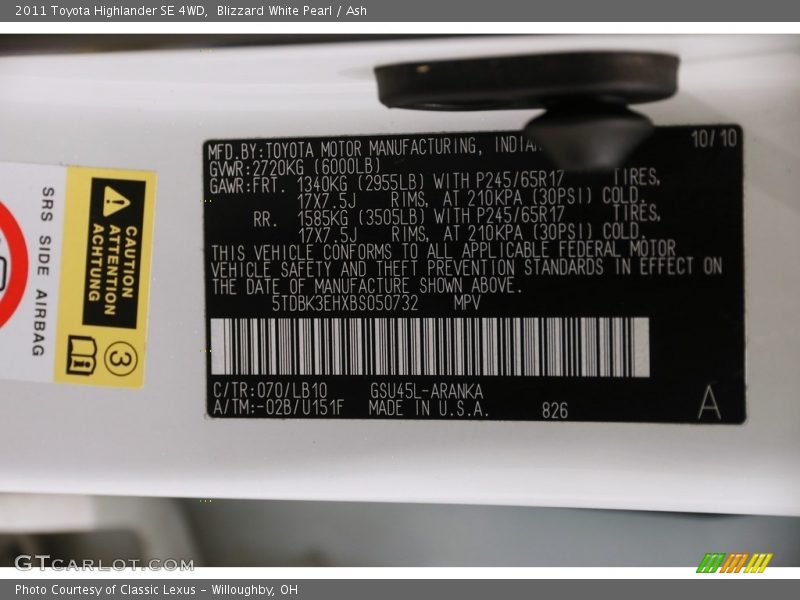 2011 Toyota Highlander SE 4WD, Blizzard White Pearl / Ash
MFD.BY:TOYOTA MOTOR MANUFACTURING, 10/10
GVWR:2720KG (6000LB)
GAWR:FRT. 1340KG (2955LB) WITH P245/65R17 TIRES,
17X7.5J RIMS, AT 210KPA (30PSI) COLD.
RR. 1585KG (3505LB) WITH P245/65R17 TIRES,
17X7.5J RIMS, AT 210KPA (30PSI) COLD.
THIS VEHICLE CONFORMS TO ALL APPLICABLE FEDERAL MOTOR
VEHICLE SAFETY AND THEFT PREVENTION STANDARDS IN EFFECT ON
THE DATE OF MANUFACTURE SHOWN ABOVE.
5TDBK3EHXBS050732 MPV
C/TR:070/LB10 GSU45L-ARANKA
A/TM:-02B/U151F MADE IN U.S.A. 826 A
CAUTION
ATTENTION
ACHTUNG
3
SRS SIDE AIRBAG
GTCARLOT.COM
Photo Courtesy of Classic Lexus - Willoughby, OH